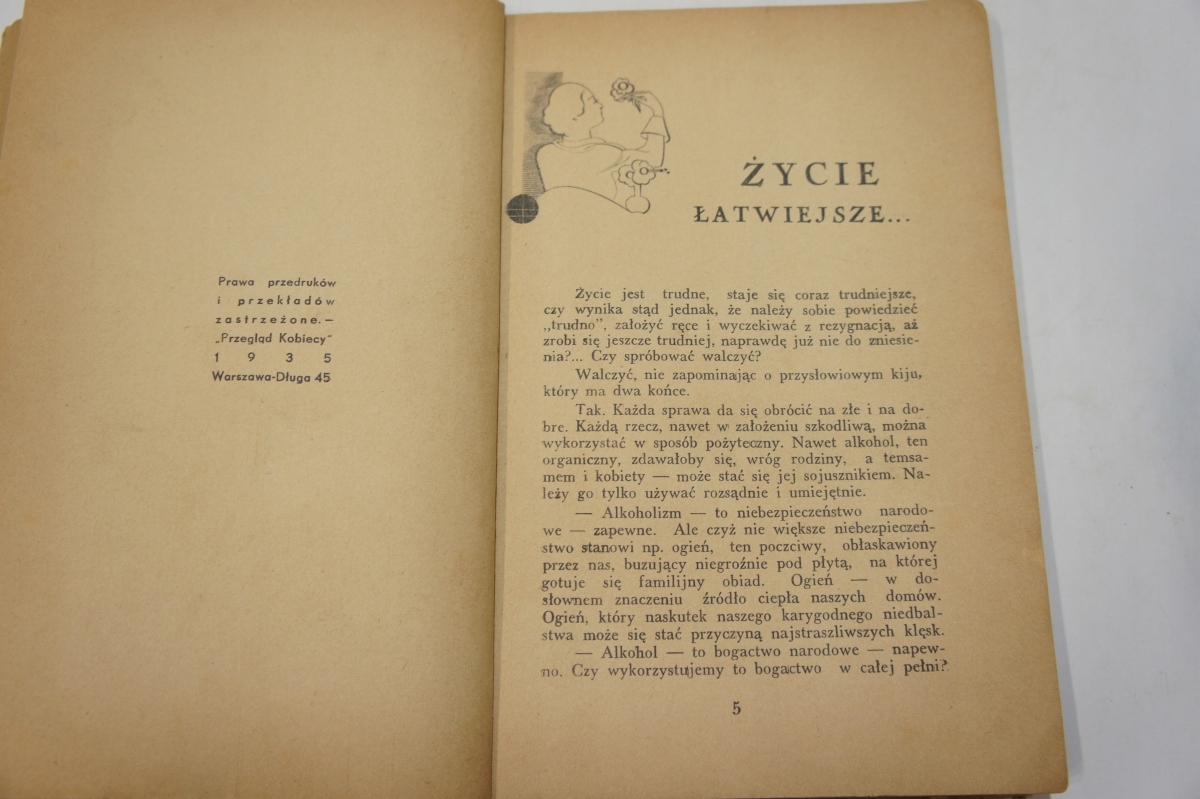 Prawa przedruków
i przekładów
zastrzeżone.—
„Przegląd Kobiecy"
1935
Warszawa-Długa 45
ŻYCIE
ŁATWIEJSZE...
Życie jest trudne, staje się coraz trudniejsze,
czy wynika stąd jednak, że należy sobie powiedzieć
„trudno", założyć ręce i wyczekiwać z rezygnacją, aż
zrobi się jeszcze trudniej, naprawdę już nie do zniesie-
nia?... Czy spróbować walczyć?
Walczyć, nie zapominając o przysłowiowym kiju,
który ma dwa końce.
Tak. Każda sprawa da się obrócić na złe i na do-
bre. Każdą rzecz, nawet w założeniu szkodliwą, można
wykorzystać w sposób pożyteczny. Nawet alkohol, ten
organiczny, zdawałoby się, wróg rodziny, a temsa-
mem i kobiety — może stać się jej sojusznikiem. Na-
leży go tylko używać rozsądnie i umiejętnie.
— Alkoholizm — to niebezpieczeństwo narodo-
we — zapewne. Ale czyż nie większe niebezpieczeń-
stwo stanowi np. ogień, ten poczciwy, obłaskawiony
przez nas, buzujący niegroźnie pod płytą, na której
gotuje się familijny obiad. Ogień — w do-
słownem znaczeniu źródło ciepła naszych domów.
Ogień, który naskutek naszego karygodnego niedbal-
stwa może się stać przyczyną najstraszliwszych klęsk.
— Alkohol — to bogactwo narodowe — napew-
no. Czy wykorzystujemy to bogactwo w całej pełni?
5